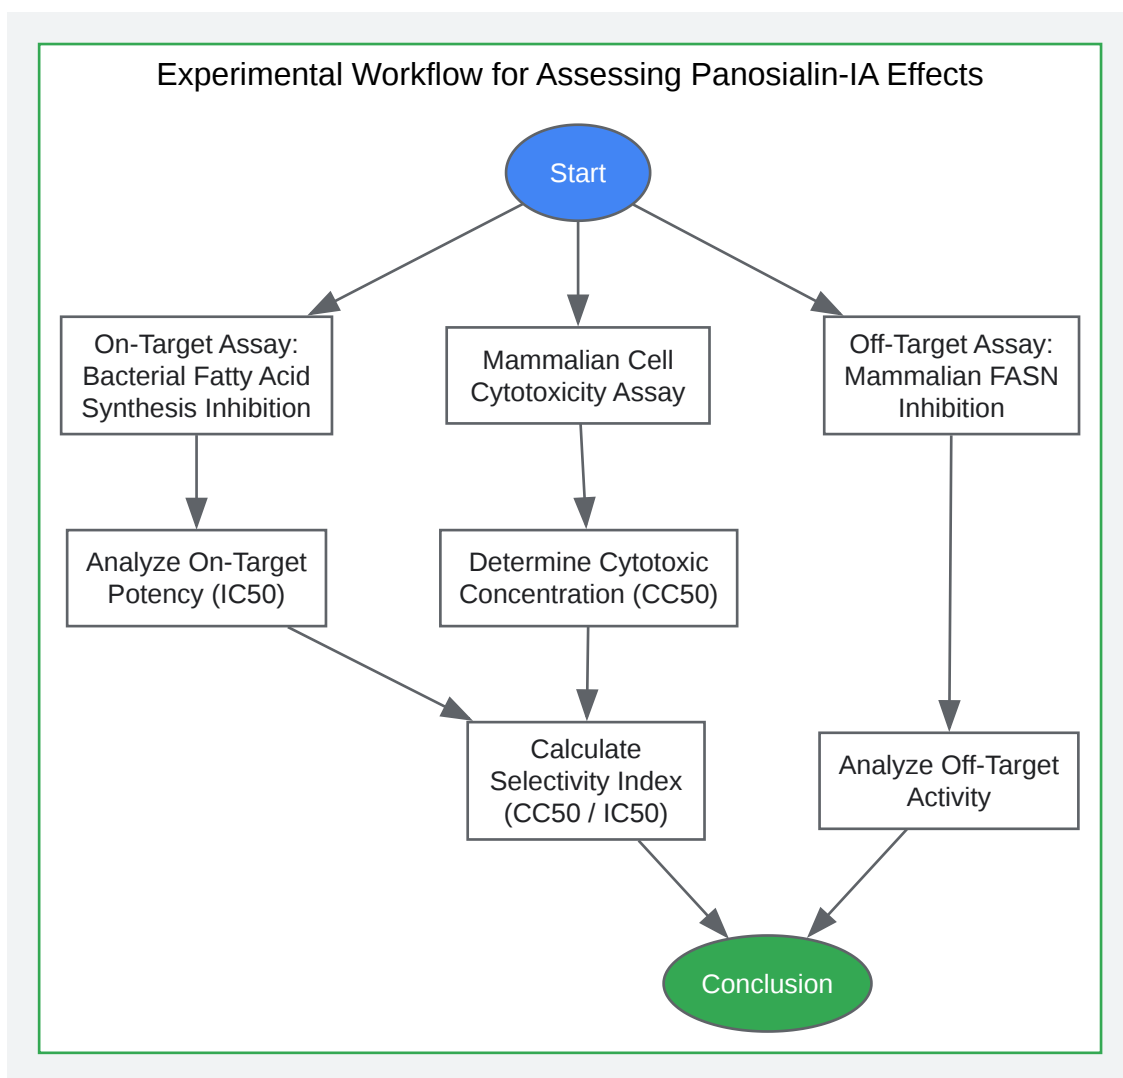 Experimental Workflow for Assessing Panosialin-IA Effects
Start
On-Target Assay:
Bacterial Fatty Acid
Synthesis Inhibition
Mammalian Cell
Cytotoxicity Assay
Off-Target Assay:
Mammalian FASN
Inhibition
Analyze On-Target
Potency (IC50)
Determine Cytotoxic
Concentration (CC50)
Calculate
Selectivity Index
(CC50 / IC50)
Analyze Off-Target
Activity
Conclusion